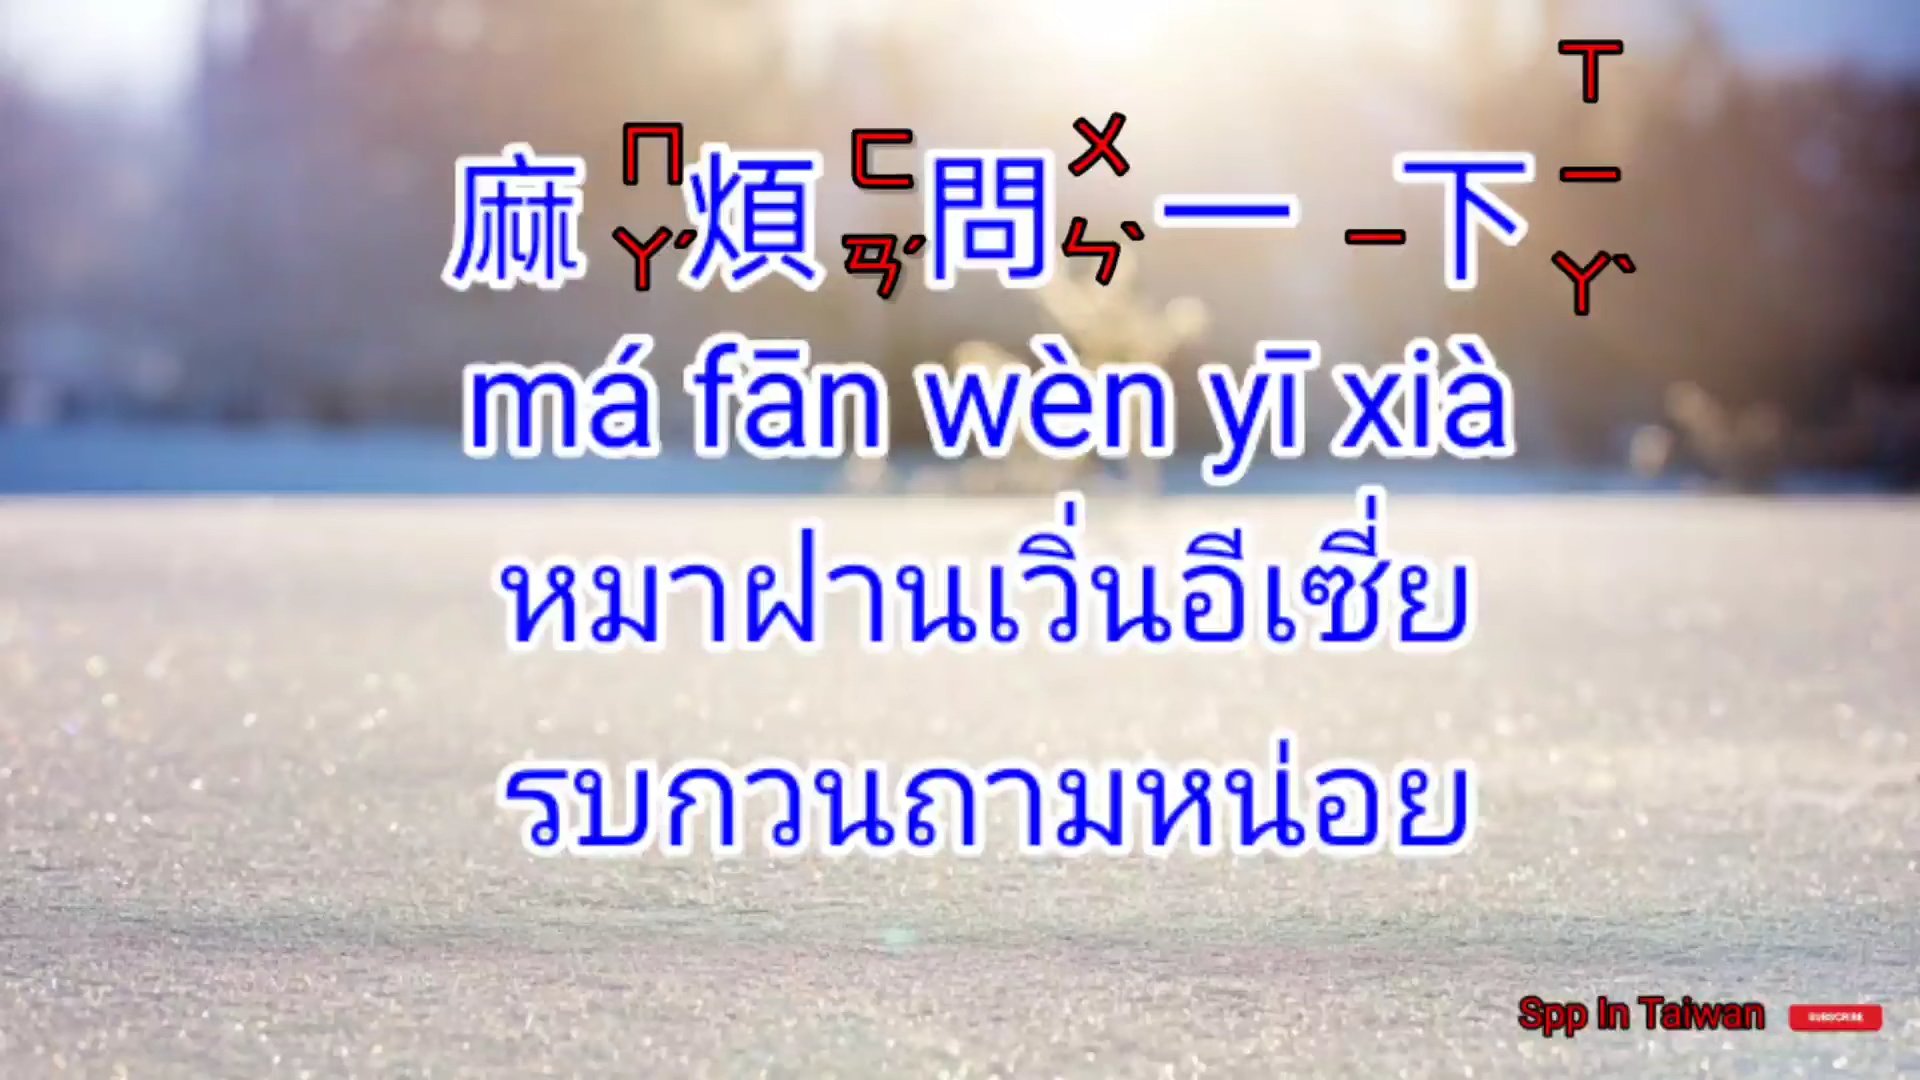 麻ㄇㄚˊ煩ㄈㄢˊ問ㄨㄣˋ一ㄧ下ㄒㄧㄚˋ
má fān wèn yī xià
หมาฝานเวิ่นอีเซี่ย
รบกวนถามหน่อย
Spp In Taiwan SUBSCRIBE